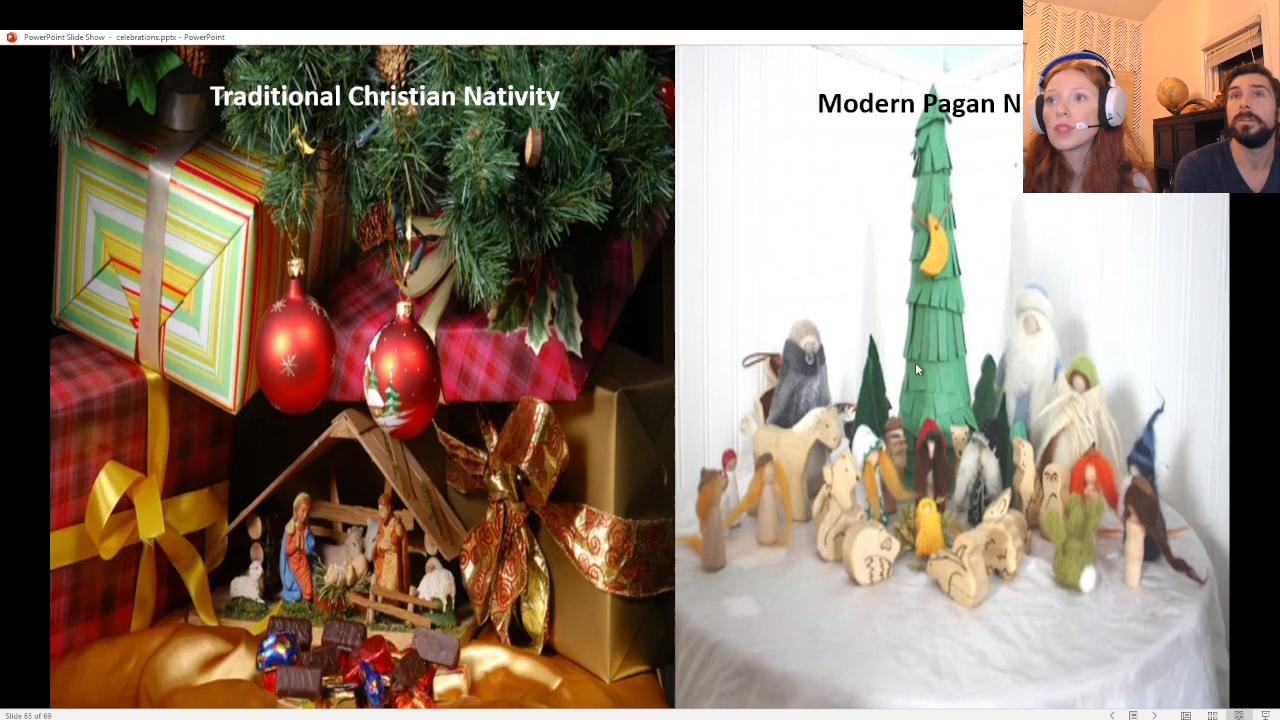 PowerPoint Slide Show - celebrations.pptx - PowerPoint
Traditional Christian Nativity
Modern Pagan N
Slide 65 of 69